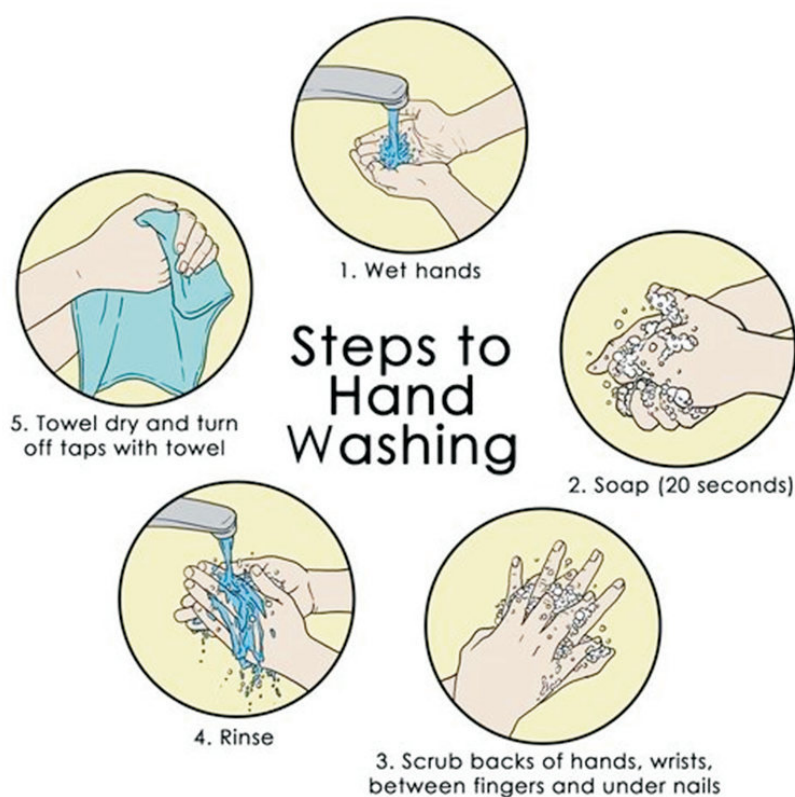 Steps to
Hand
Washing
1. Wet hands
2. Soap (20 seconds)
3. Scrub backs of hands, wrists,
between fingers and under nails
4. Rinse
5. Towel dry and turn
off taps with towel